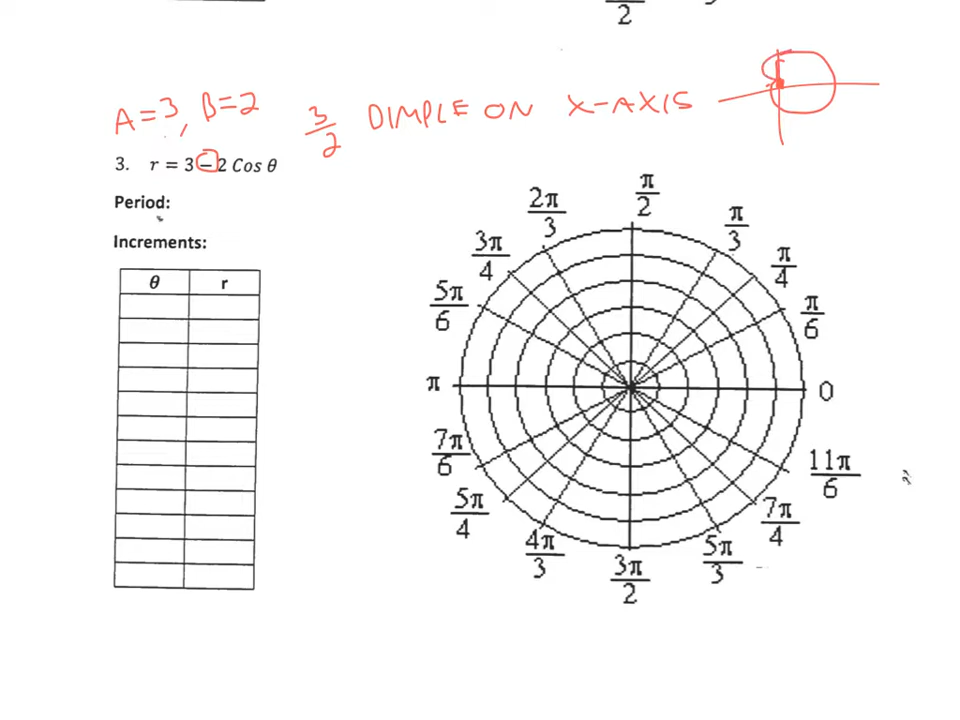 π/2
A=3, B=2
3/2 DIMPLE ON X-AXIS
3. r = 3 − 2 Cos θ
Period:
Increments:
θ r
π/2
2π/3 π/3
3π/4 π/4
5π/6 π/6
π 0
7π/6 11π/6
5π/4 7π/4
4π/3 5π/3
3π/2